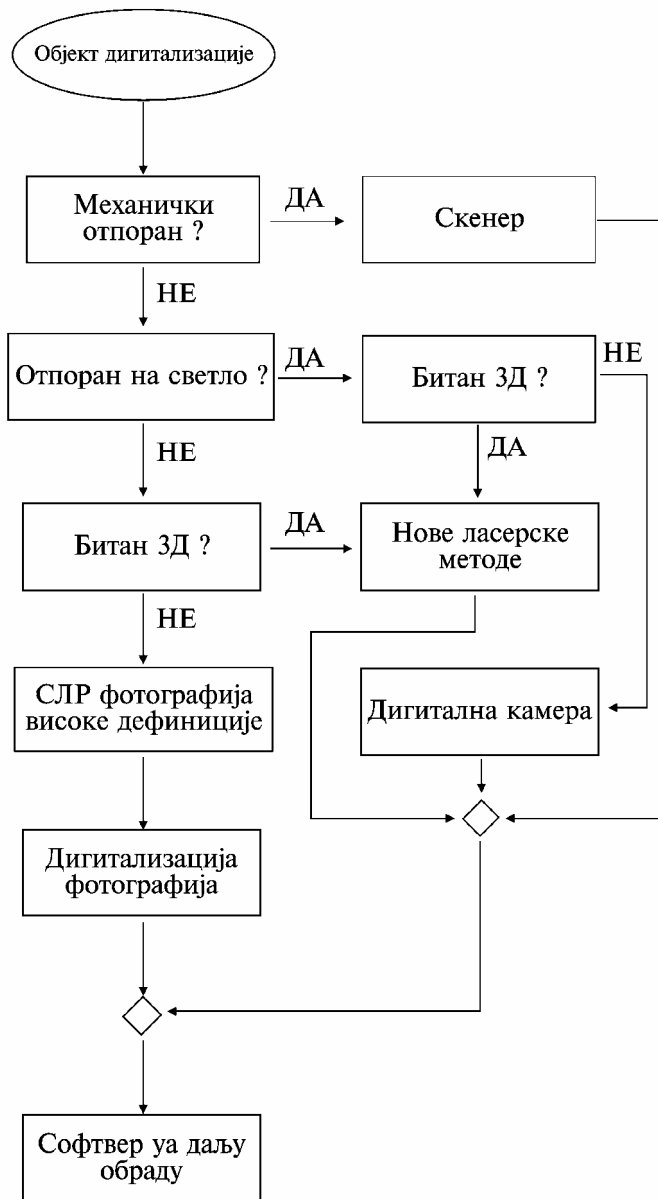 Објект дигитализације
Механички
отпоран ?
ДА
Скенер
НЕ
Отпоран на светло ?
ДА
Битан 3Д ?
НЕ
НЕ
ДА
Битан 3Д ?
ДА
Нове ласерске
методе
НЕ
СЛР фотографија
високе дефиниције
Дигитална камера
Дигитализација
фотографија
Софтвер уа даљу
обраду